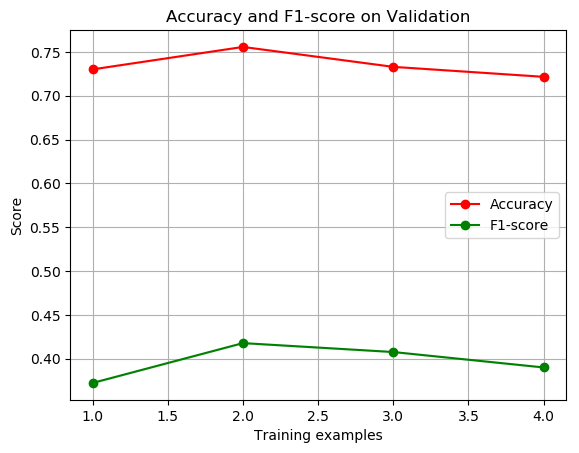 Accuracy and F1-score on Validation
0.75
0.70
0.65
0.60
0.55
0.50
0.45
0.40
Score
Accuracy
F1-score
1.0 1.5 2.0 2.5 3.0 3.5 4.0
Training examples